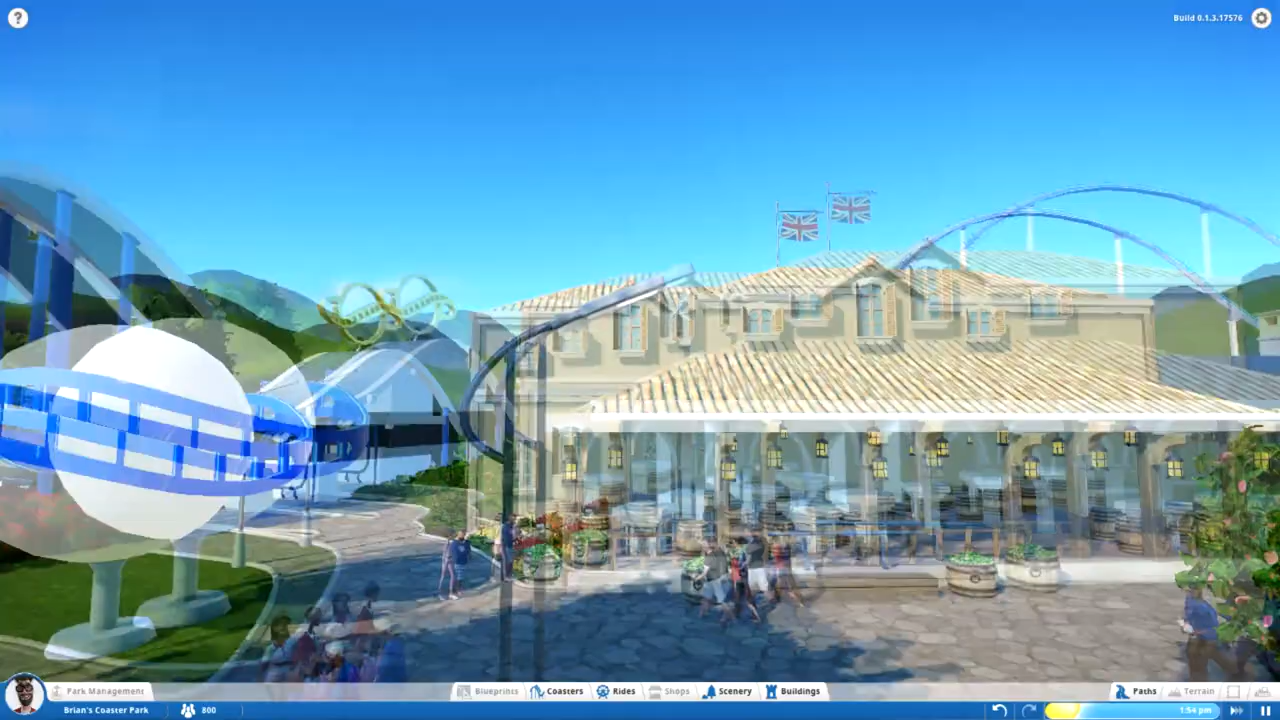 ?
Build 0.1.3.17576
Park Management
Blueprints
Coasters
Rides
Shops
Scenery
Buildings
Paths
Terrain
Brian's Coaster Park
800
1:54 pm